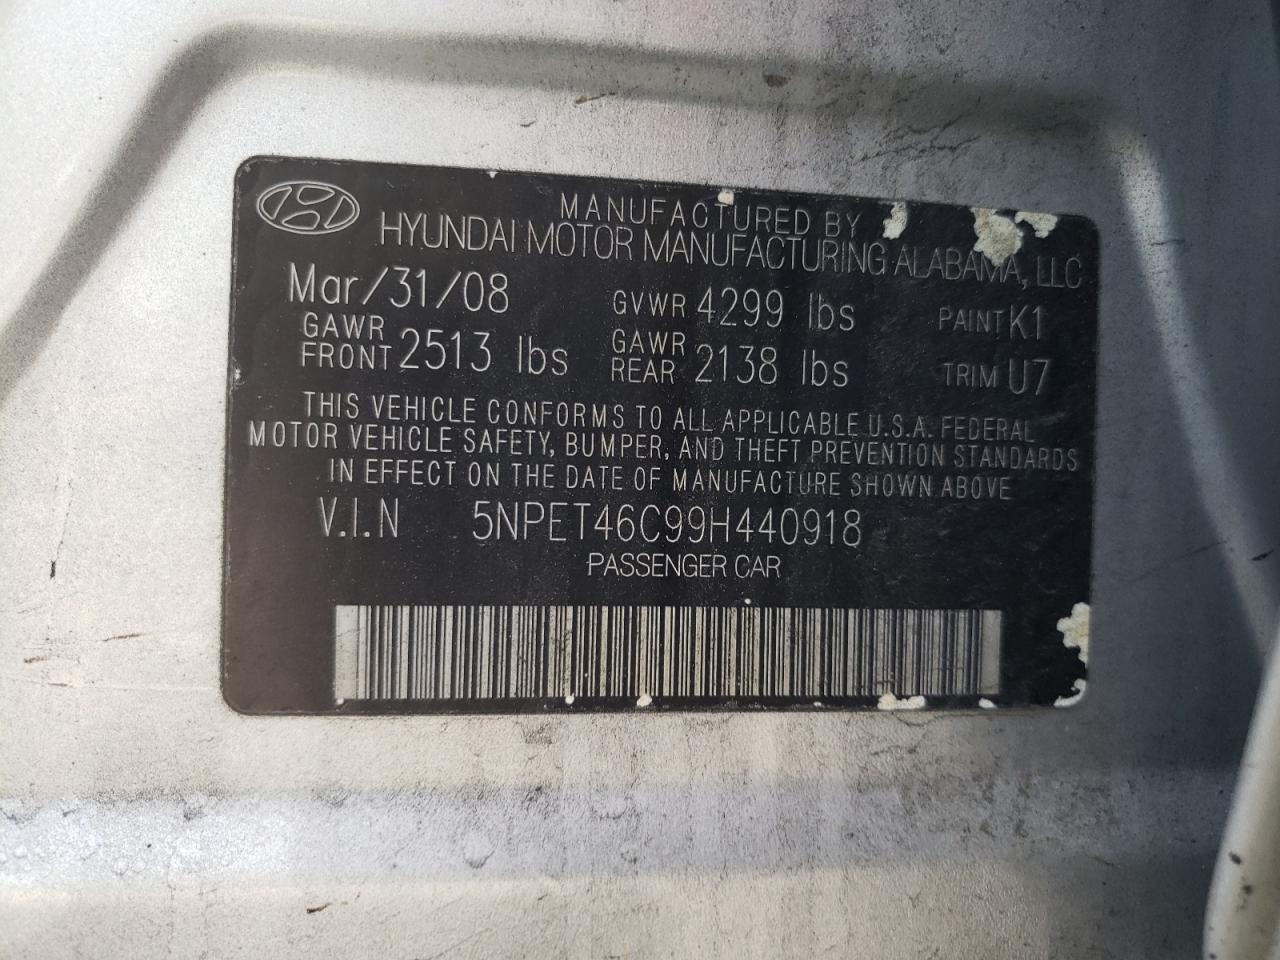 MANUFACTURED BY
HYUNDAI MOTOR MANUFACTURING ALABAMA, LLC
Mar/31/08 GVWR 4299 lbs PAINT K1
GAWR FRONT 2513 lbs GAWR REAR 2138 lbs TRIM U7
THIS VEHICLE CONFORMS TO ALL APPLICABLE U.S.A. FEDERAL
MOTOR VEHICLE SAFETY, BUMPER, AND THEFT PREVENTION STANDARDS
IN EFFECT ON THE DATE OF MANUFACTURE SHOWN ABOVE
V.I.N 5NPET46C99H440918
PASSENGER CAR